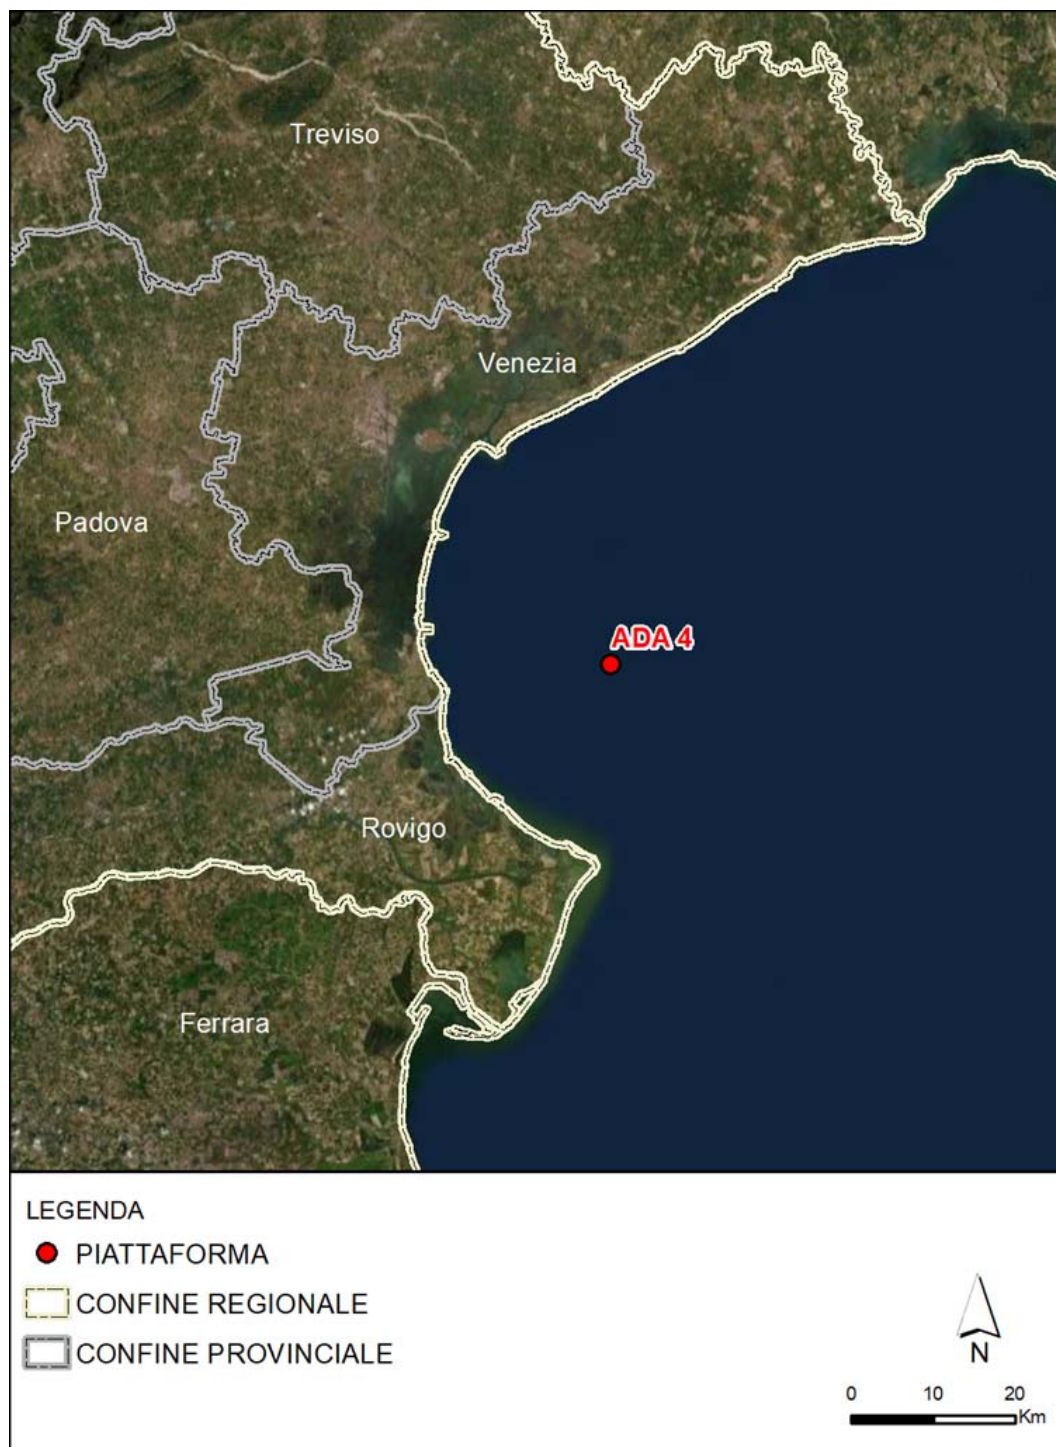 Treviso
Venezia
Padova
ADA 4
Rovigo
Ferrara
LEGENDA
PIATTAFORMA
CONFINE REGIONALE
CONFINE PROVINCIALE
N
0 10 20
Km